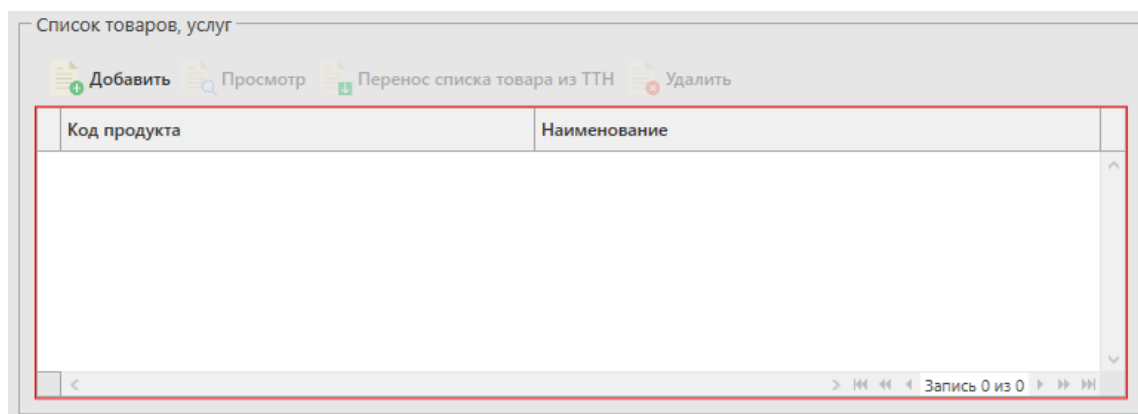 Список товаров, услуг
Добавить Просмотр Перенос списка товара из ТТН Удалить
Код продукта Наименование
Запись 0 из 0